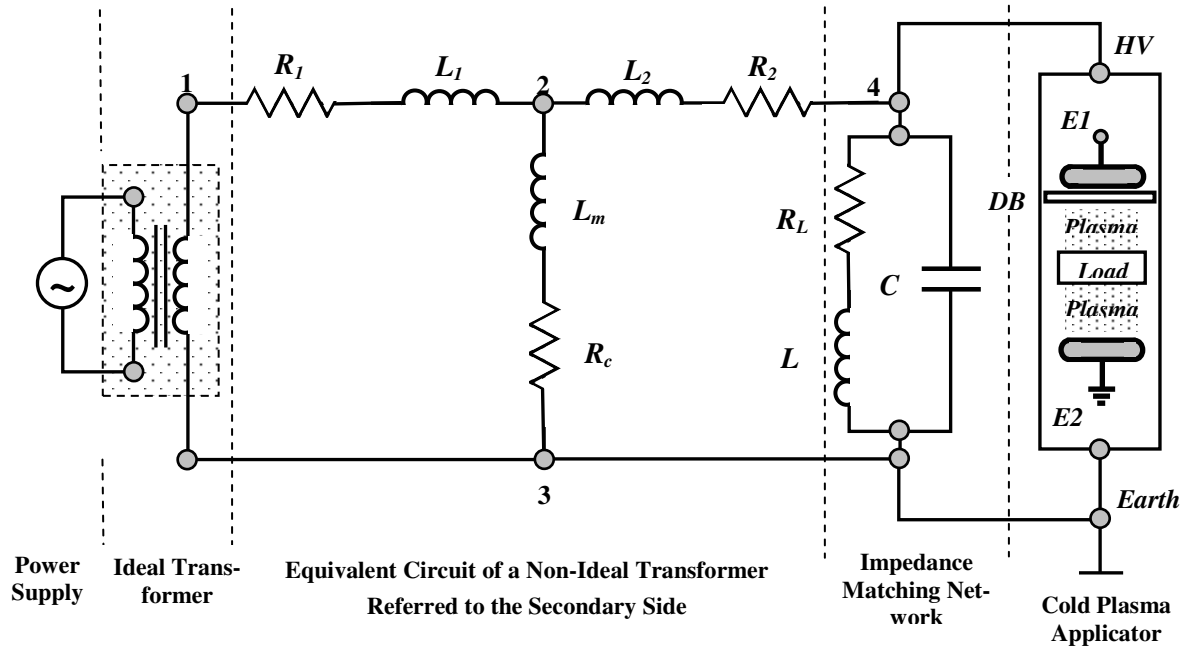 HV
1
R1
L1
2
L2
R2
4
E1
DB
Plasma
Load
Plasma
Lm
RL
C
~
Rc
L
E2
3
Earth
Power
Supply
Ideal Trans-
former
Equivalent Circuit of a Non-Ideal Transformer
Referred to the Secondary Side
Impedance
Matching Net-
work
Cold Plasma
Applicator